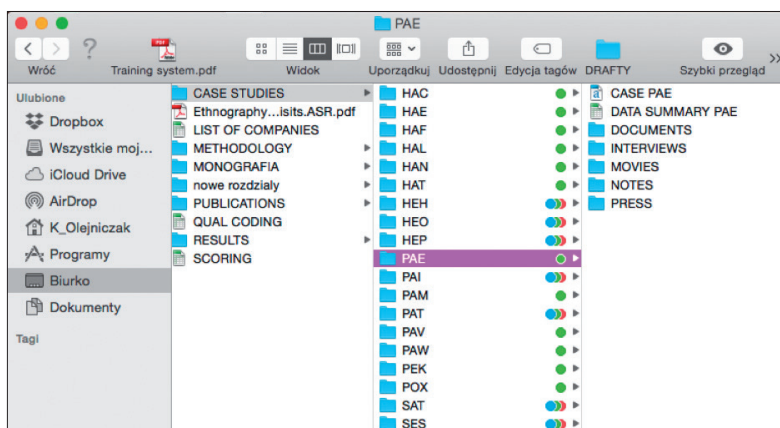 PAE
?
>>
Wróć
Training system.pdf
Widok
Uporządkuj
Udostępnij
Edycja tagów
DRAFTY
Szybki przegląd
Ulubione
Dropbox
Wszystkie moj...
iCloud Drive
AirDrop
K_Olejniczak
Programy
Biurko
Dokumenty
Tagi
CASE STUDIES
Ethnography...isits.ASR.pdf
LIST OF COMPANIES
METHODOLOGY
MONOGRAFIA
nowe rozdzialy
PUBLICATIONS
QUAL CODING
RESULTS
SCORING
HAC
HAE
HAF
HAL
HAN
HAT
HEH
HEO
HEP
PAE
PAI
PAM
PAT
PAV
PAW
PEK
POX
SAT
SES
CASE PAE
DATA SUMMARY PAE
DOCUMENTS
INTERVIEWS
MOVIES
NOTES
PRESS